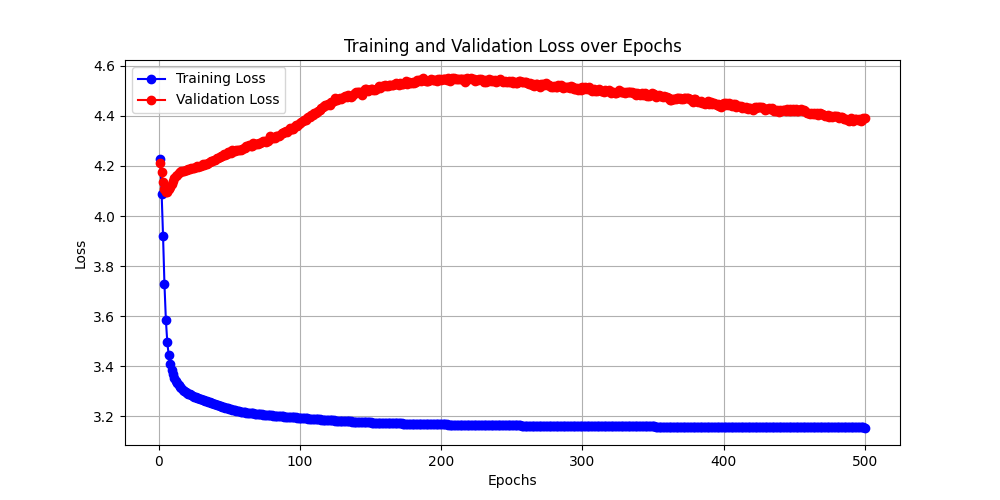 Training and Validation Loss over Epochs
Training Loss
Validation Loss
4.6
4.4
4.2
4.0
3.8
3.6
3.4
3.2
Loss
0 100 200 300 400 500
Epochs